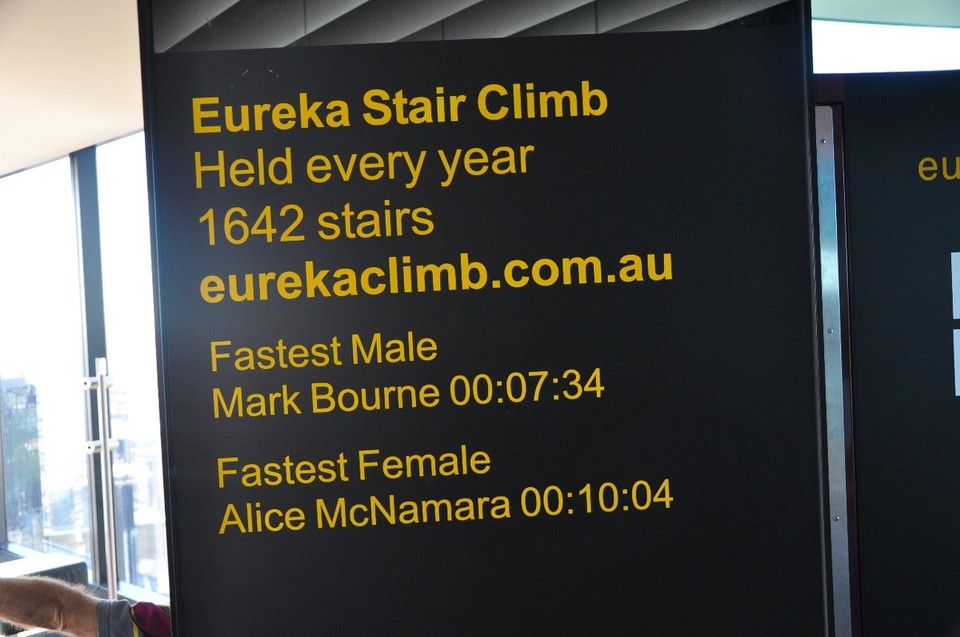 Eureka Stair Climb
Held every year
1642 stairs
eurekaclimb.com.au
Fastest Male
Mark Bourne 00:07:34
Fastest Female
Alice McNamara 00:10:04